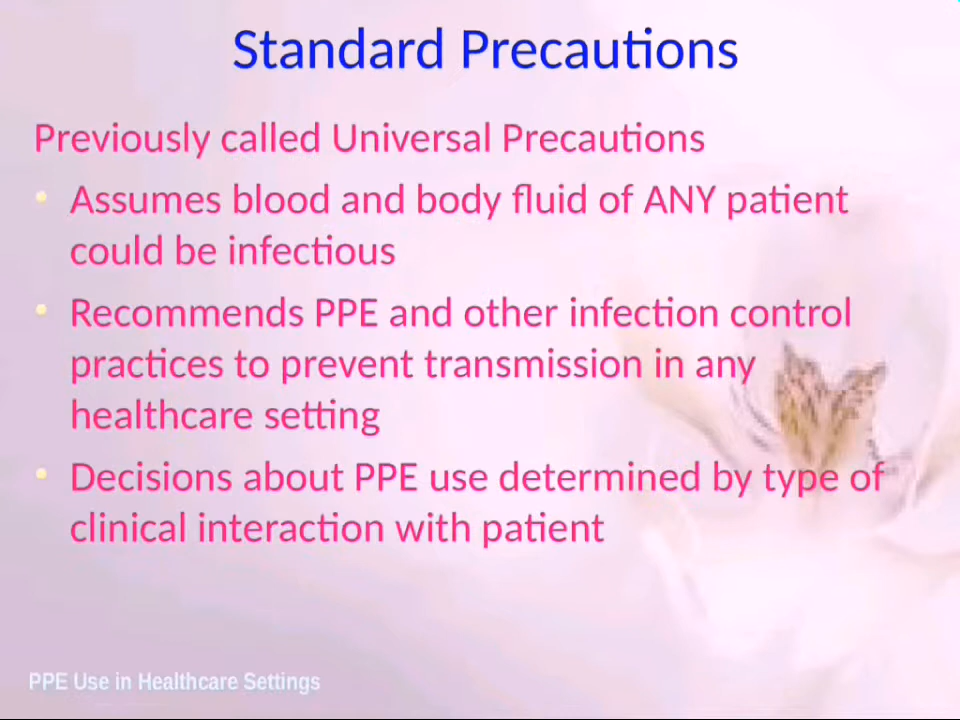 Standard Precautions
Previously called Universal Precautions
• Assumes blood and body fluid of ANY patient
could be infectious
• Recommends PPE and other infection control
practices to prevent transmission in any
healthcare setting
• Decisions about PPE use determined by type of
clinical interaction with patient
PPE Use in Healthcare Settings